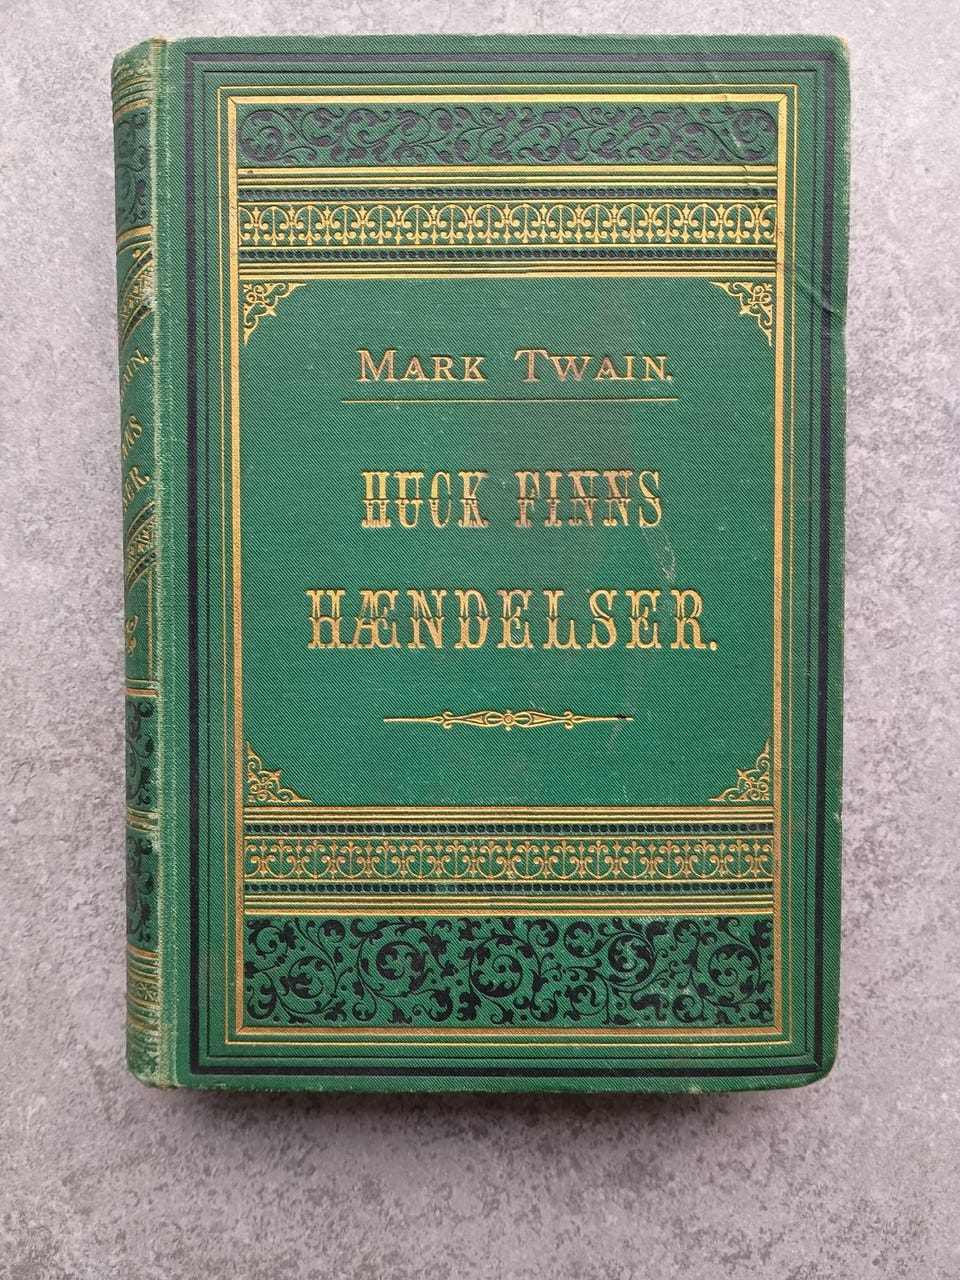 MARK TWAIN.
HUCK FINNS
HÆNDELSER.